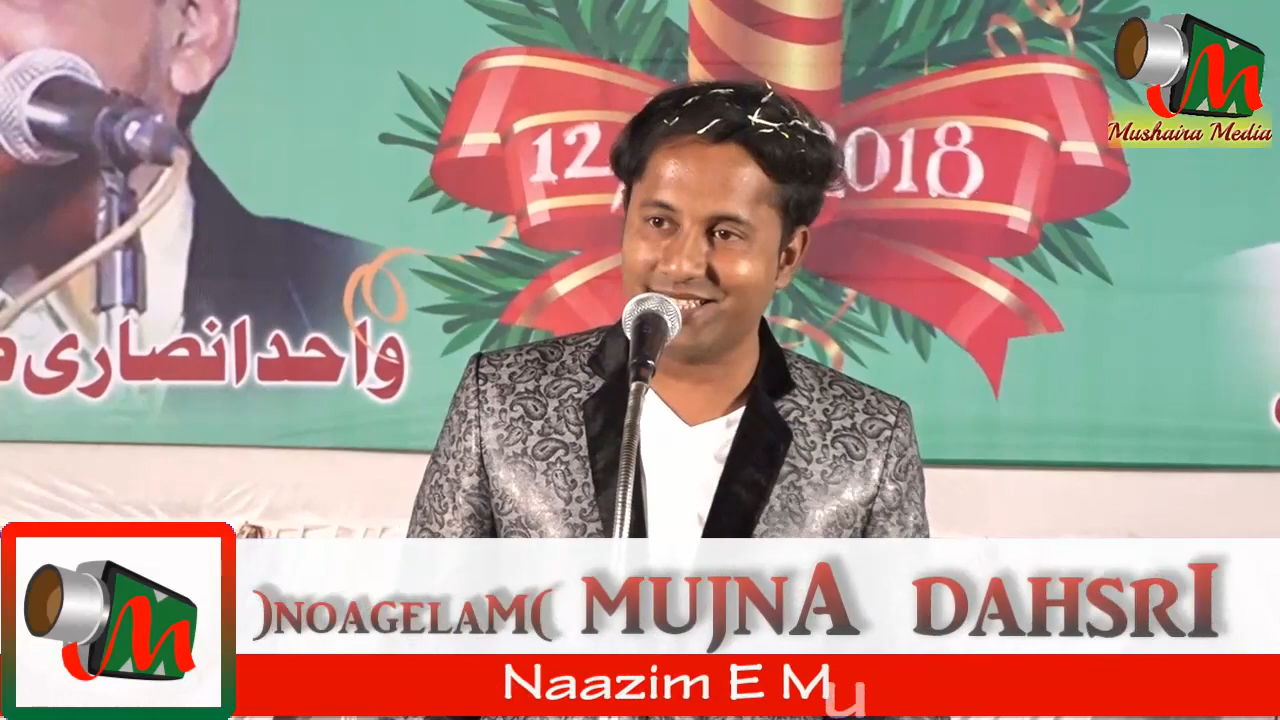 12
2018
Mushaira Media
واحد انصاری
)NOAGELAM( MUJNA DAHSRI
Naazim E Mu